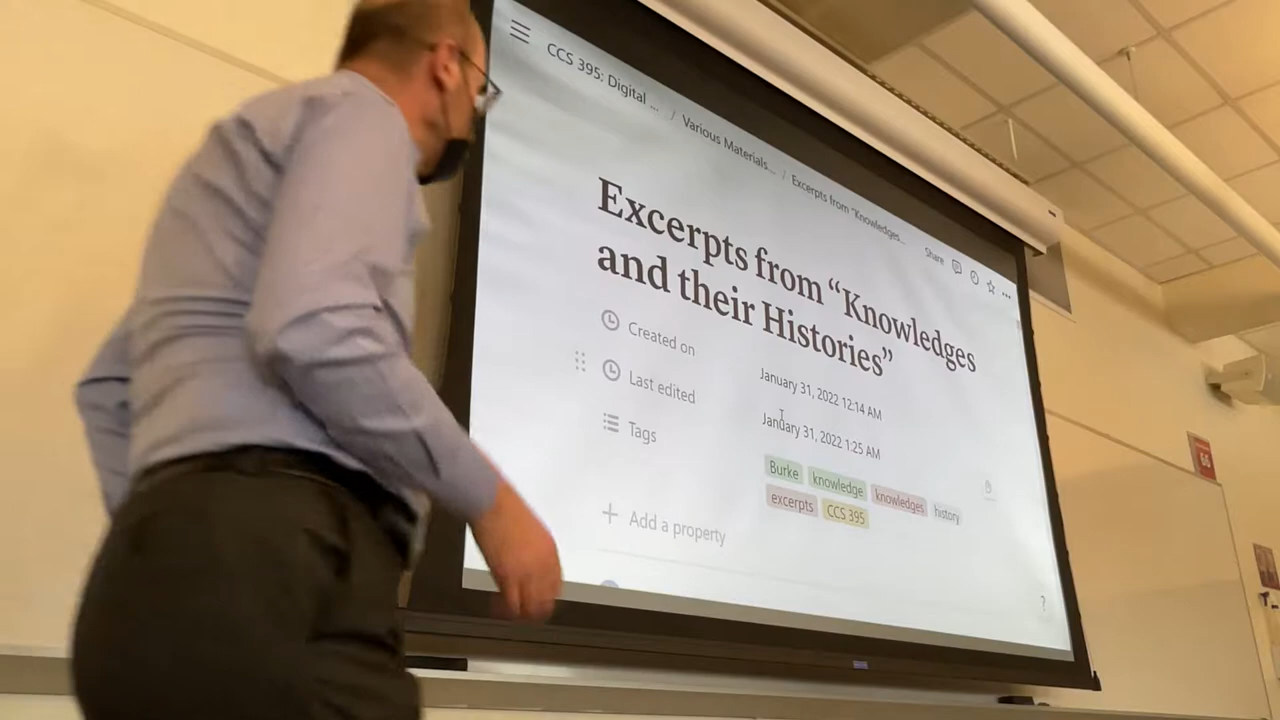 CCS 395: Digital ... / Various Materials... / Excerpts from "Knowledges...
Share
Excerpts from “Knowledges
and their Histories”
Created on
January 31, 2022 12:14 AM
Last edited
January 31, 2022 1:25 AM
Tags
Burke knowledge knowledges history
excerpts CCS 395
+ Add a property
?